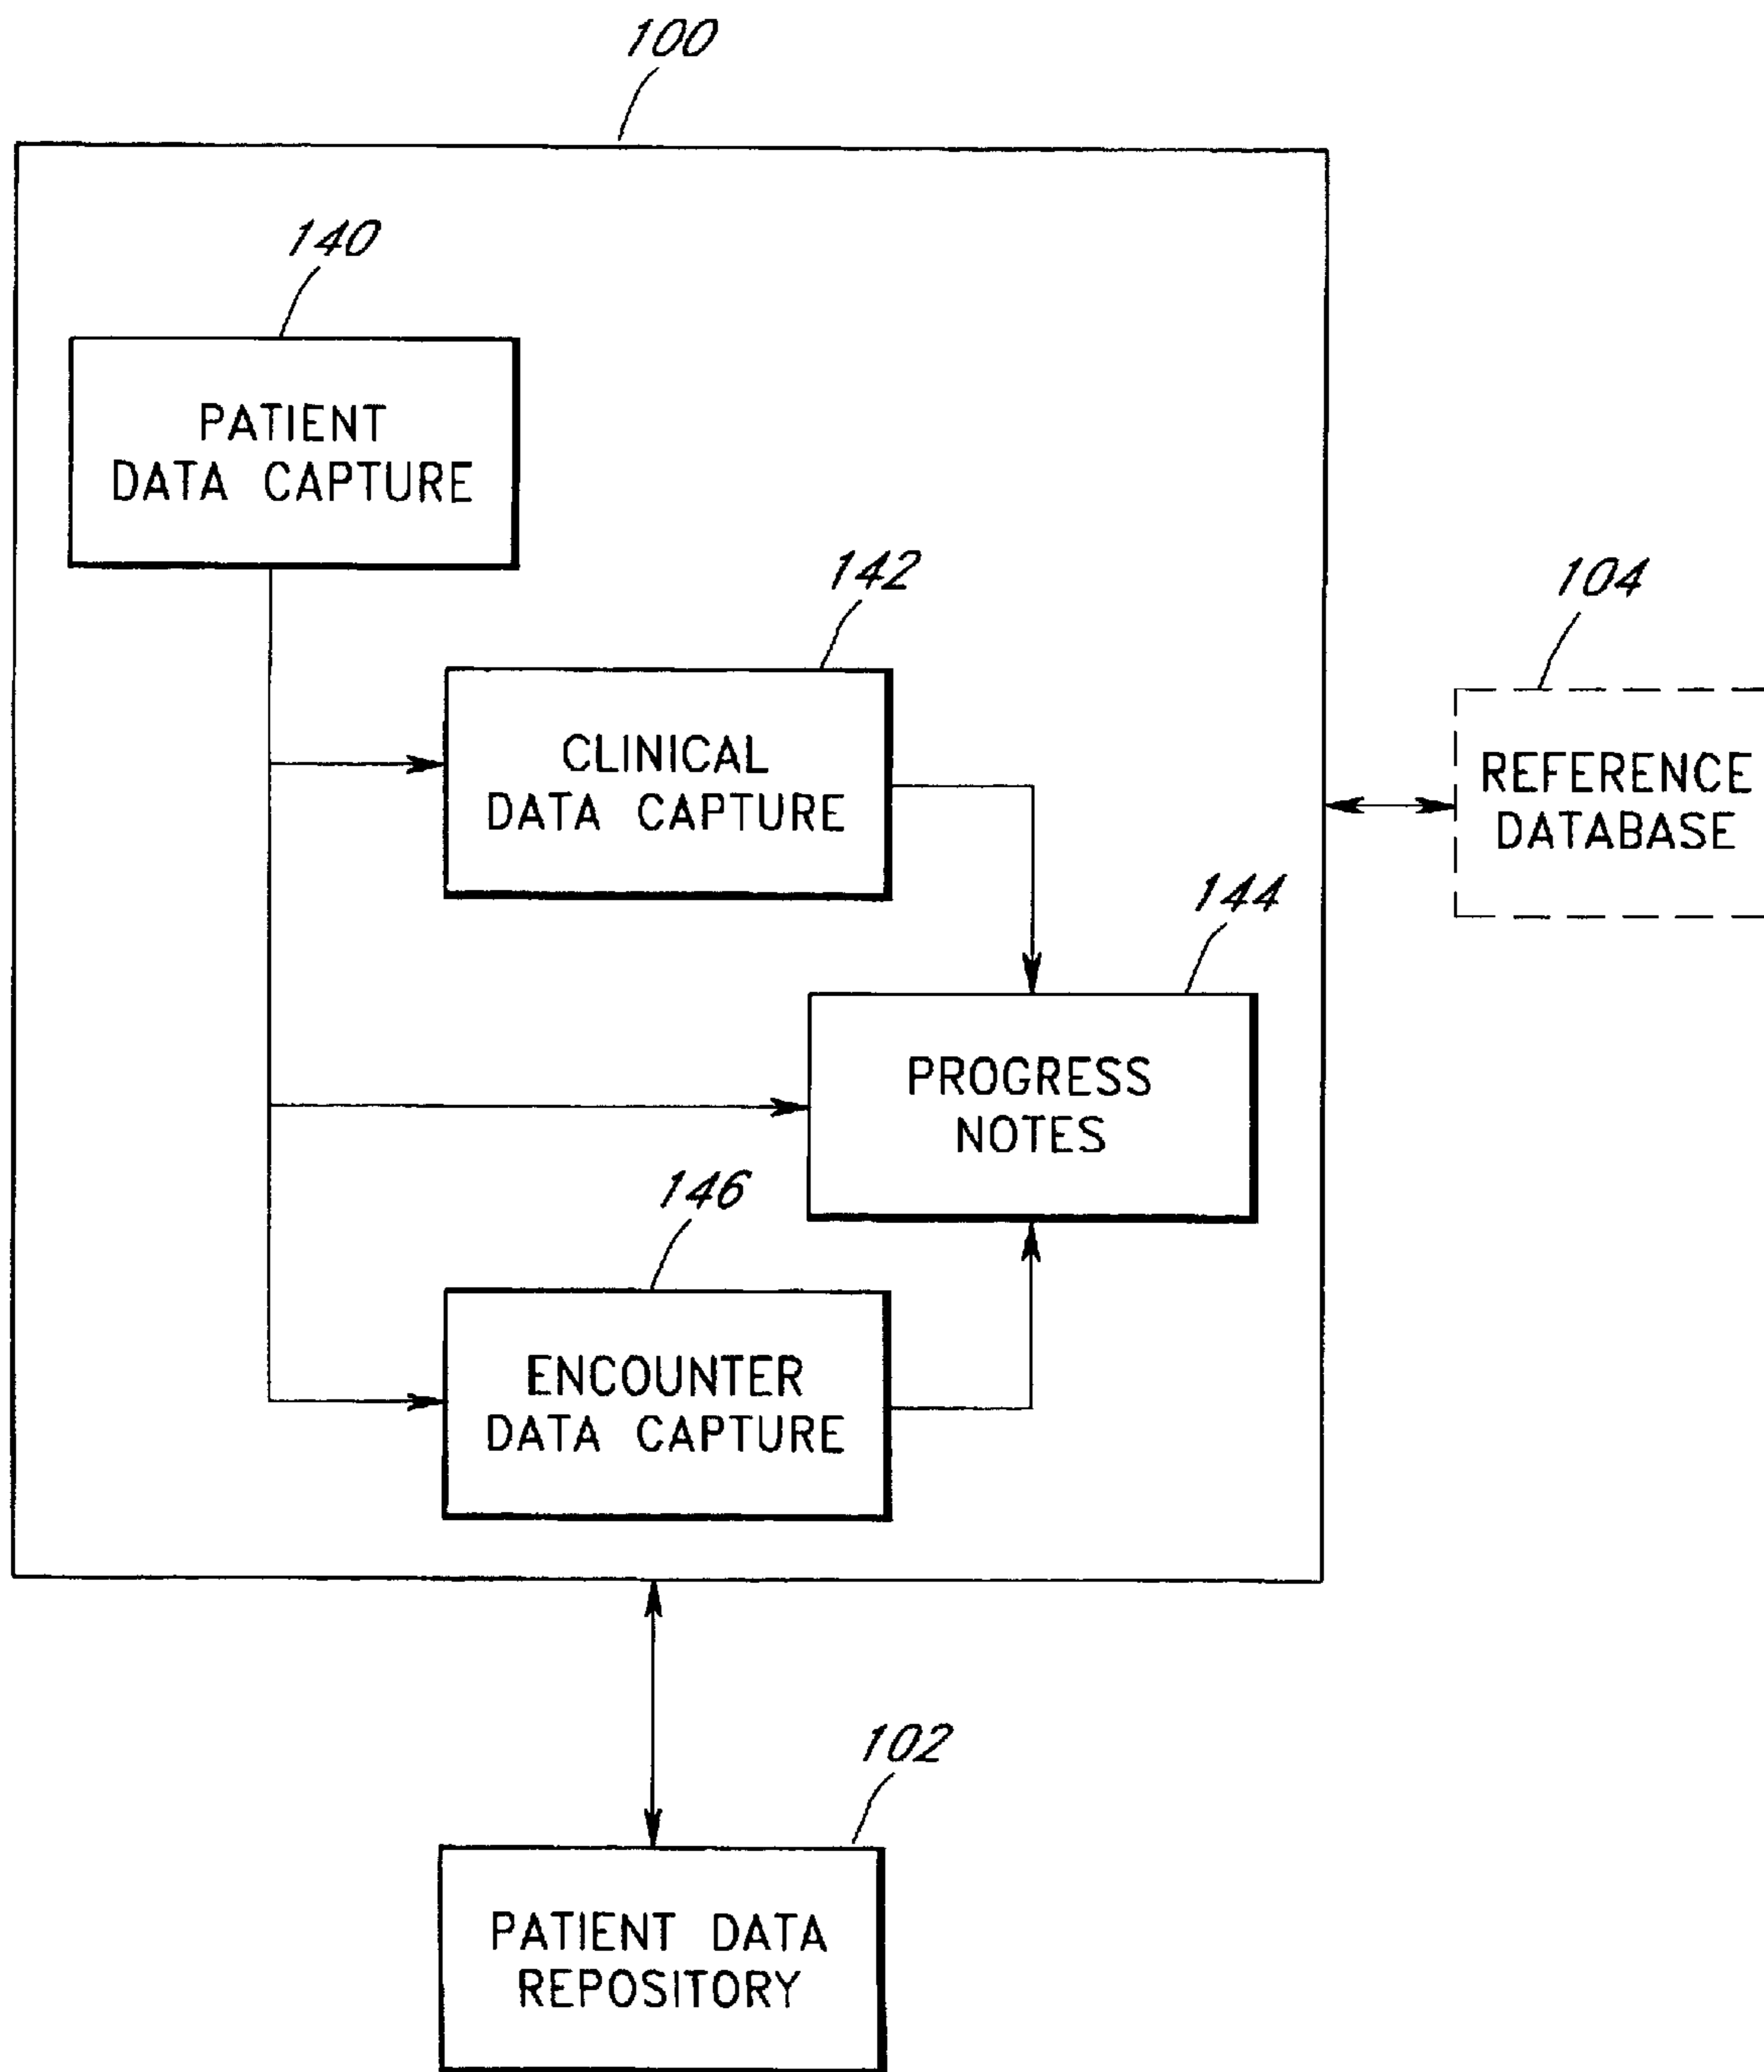 100
140
PATIENT
DATA CAPTURE
142
CLINICAL
DATA CAPTURE
104
REFERENCE
DATABASE
144
PROGRESS
NOTES
146
ENCOUNTER
DATA CAPTURE
102
PATIENT DATA
REPOSITORY